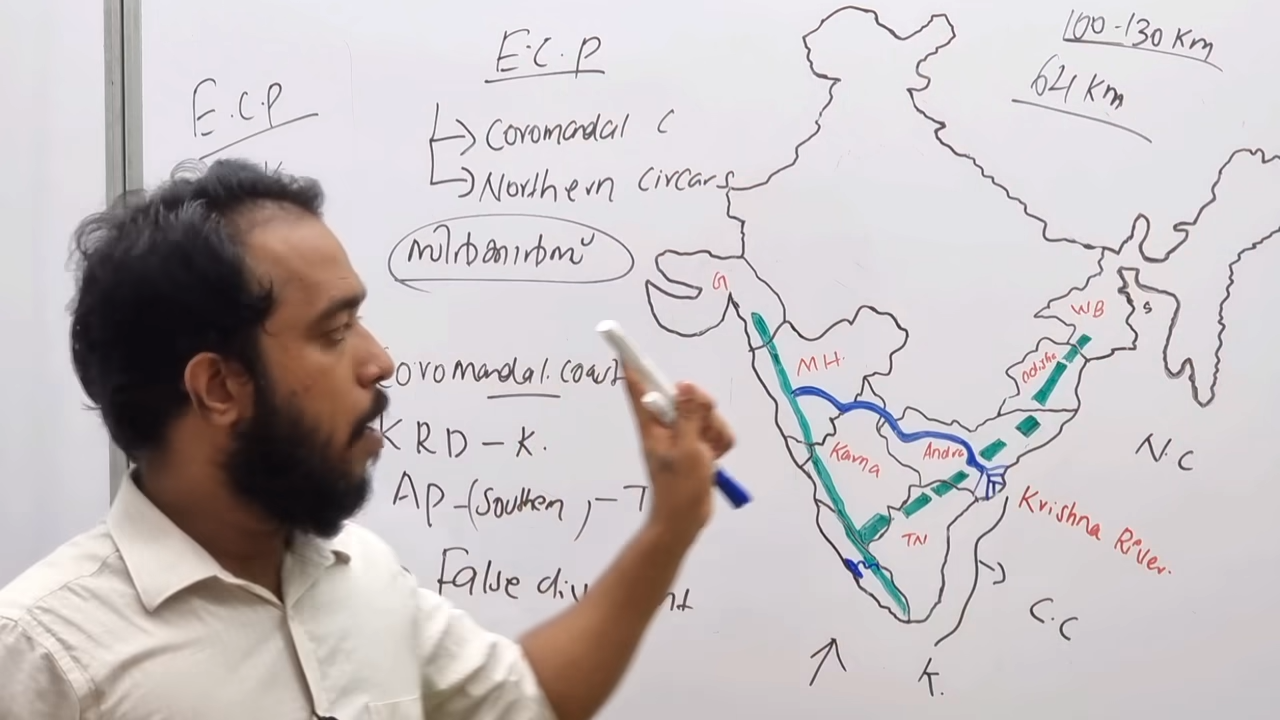 E.C.P
E.C.P
Coromandal C
Northern Circars
സിർകാർസ്
Coromandal coast
KRD - K.
AP - (Southern) - T
False
100-130 Km
64 Km
G
MH.
Karna
Andra
TN
Odisha
WB
N.C
Krishna River.
C.C
K.